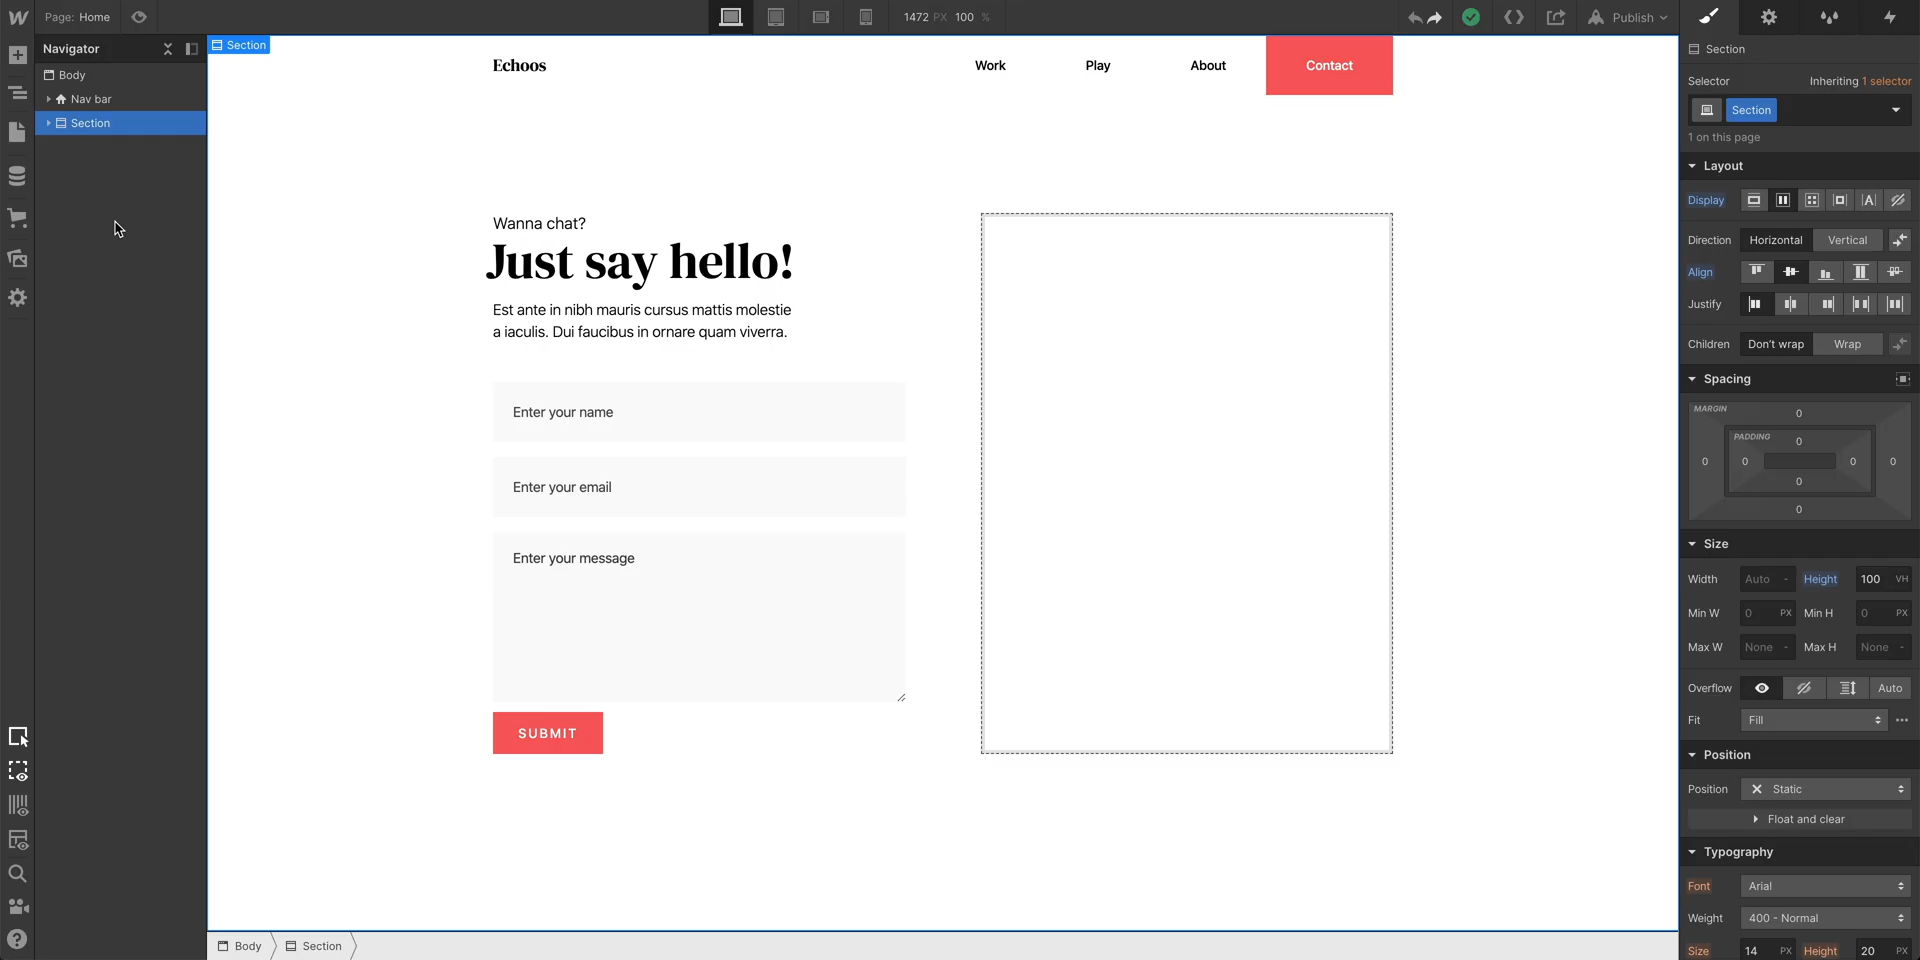 Page: Home
1472 PX 100 %
Publish
Navigator
Body
Nav bar
Section
Section
Echoos
Work
Play
About
Contact
Wanna chat?
Just say hello!
Est ante in nibh mauris cursus mattis molestie
a iaculis. Dui faucibus in ornare quam viverra.
Enter your name
Enter your email
Enter your message
SUBMIT
Body
Section
Section
Selector
Inheriting 1 selector
Section
1 on this page
Layout
Display
Direction Horizontal Vertical
Align
Justify
Children Don't wrap Wrap
Spacing
MARGIN
0
PADDING
0
0 0 0 0
0
0
Size
Width Auto - Height 100 VH
Min W 0 PX Min H 0 PX
Max W None - Max H None -
Overflow Auto
Fit Fill
Position
Position Static
Float and clear
Typography
Font Arial
Weight 400 - Normal
Size 14 PX Height 20 PX